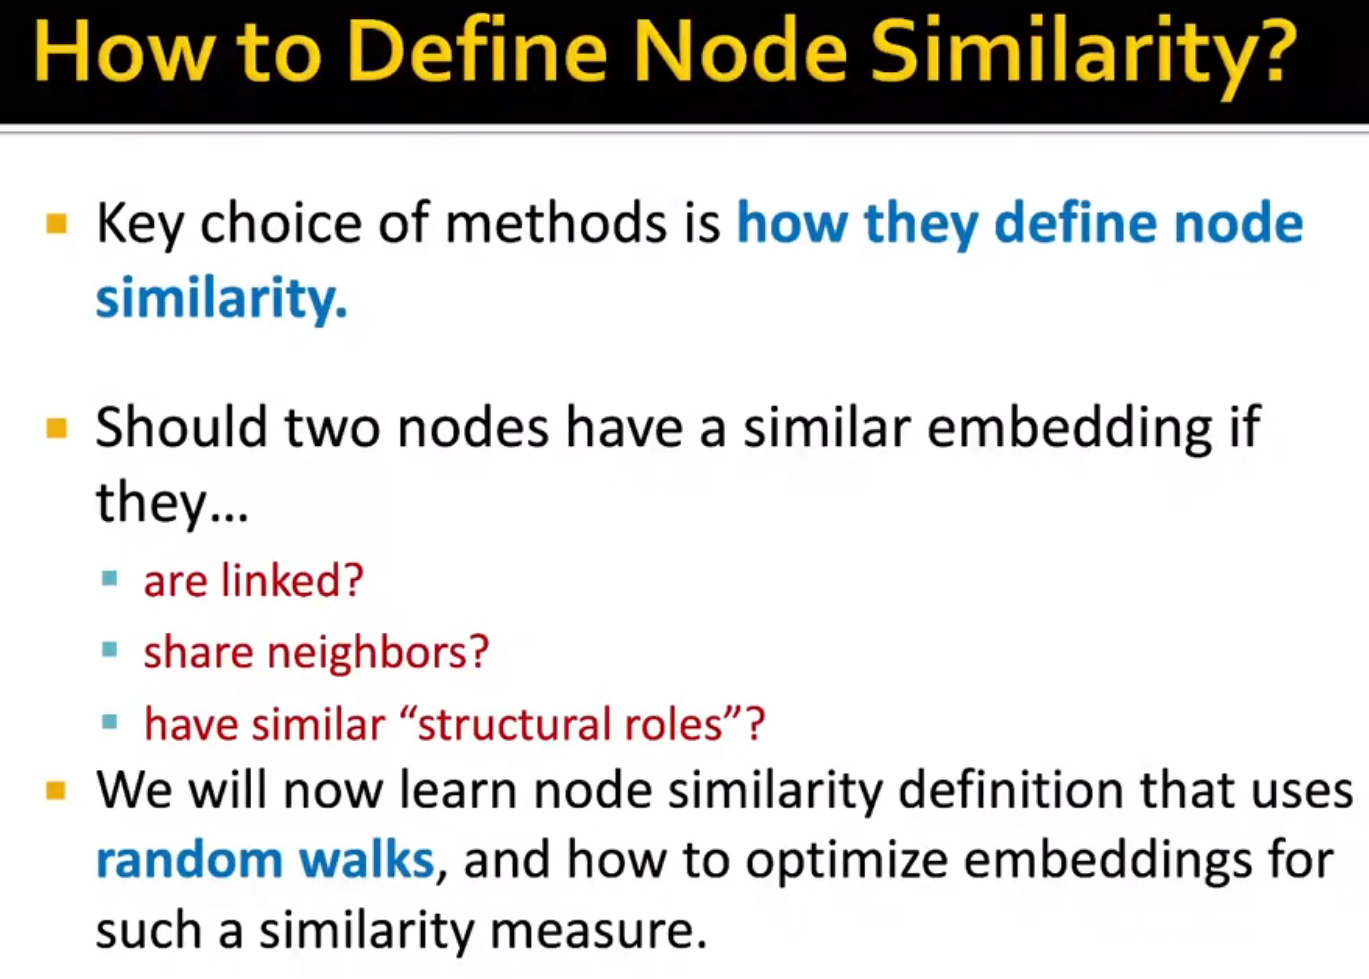 How to Define Node Similarity?
Key choice of methods is how they define node
similarity.
Should two nodes have a similar embedding if
they…
are linked?
share neighbors?
have similar “structural roles”?
We will now learn node similarity definition that uses
random walks, and how to optimize embeddings for
such a similarity measure.